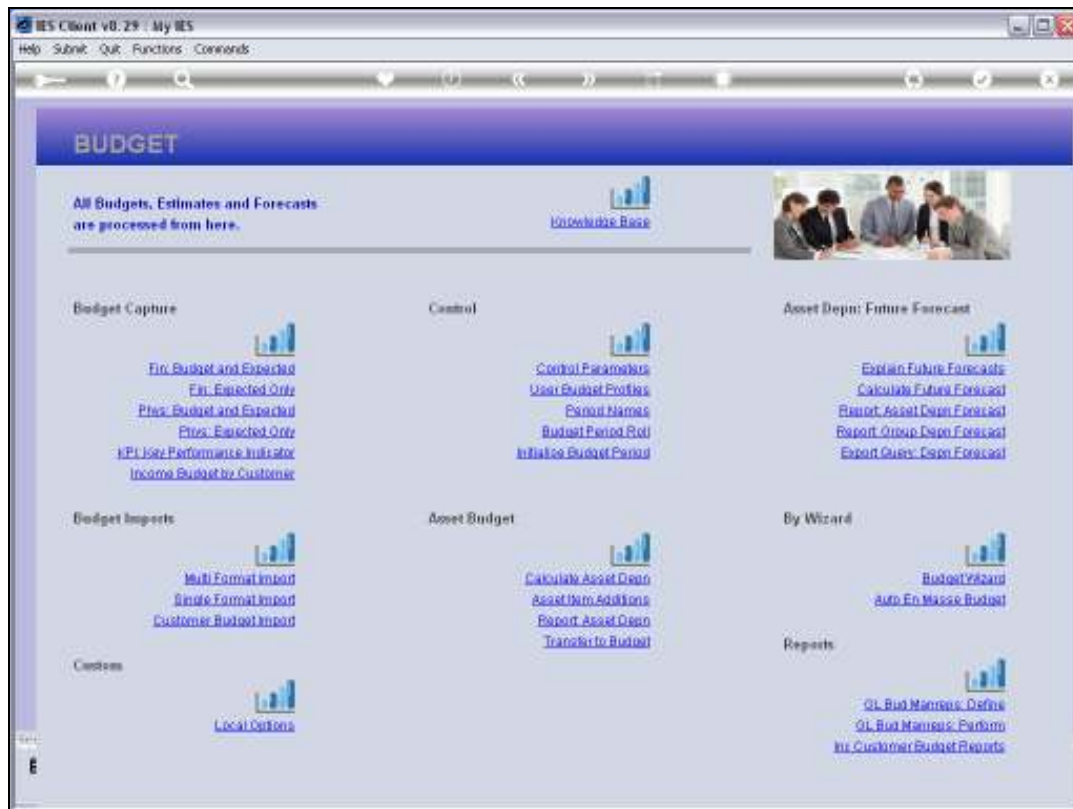 IES Client v8.29 : My IES
Help Submit Quit Functions Commands
BUDGET
All Budgets, Estimates and Forecasts
are processed from here.
Knowledge Base
Budget Capture
Fin: Budget and Expected
Fin: Expected Only
Phys: Budget and Expected
Phys: Expected Only
KPI: Key Performance Indicator
Income Budget by Customer
Control
Control Parameters
User Budget Profiles
Period Names
Budget Period Roll
Initialise Budget Period
Asset Depn: Future Forecast
Explain Future Forecasts
Calculate Future Forecast
Report: Asset Depn Forecast
Report: Group Depn Forecast
Export Query: Depn Forecast
Budget Imports
Multi Format Import
Single Format Import
Customer Budget Import
Asset Budget
Calculate Asset Depn
Asset Item Additions
Report Asset Depn
Transfer to Budget
By Wizard
Budget Wizard
Auto En Masse Budget
Custom
Local Options
Reports
GL Bud Manreps: Define
GL Bud Manreps: Perform
Customer Budget Reports